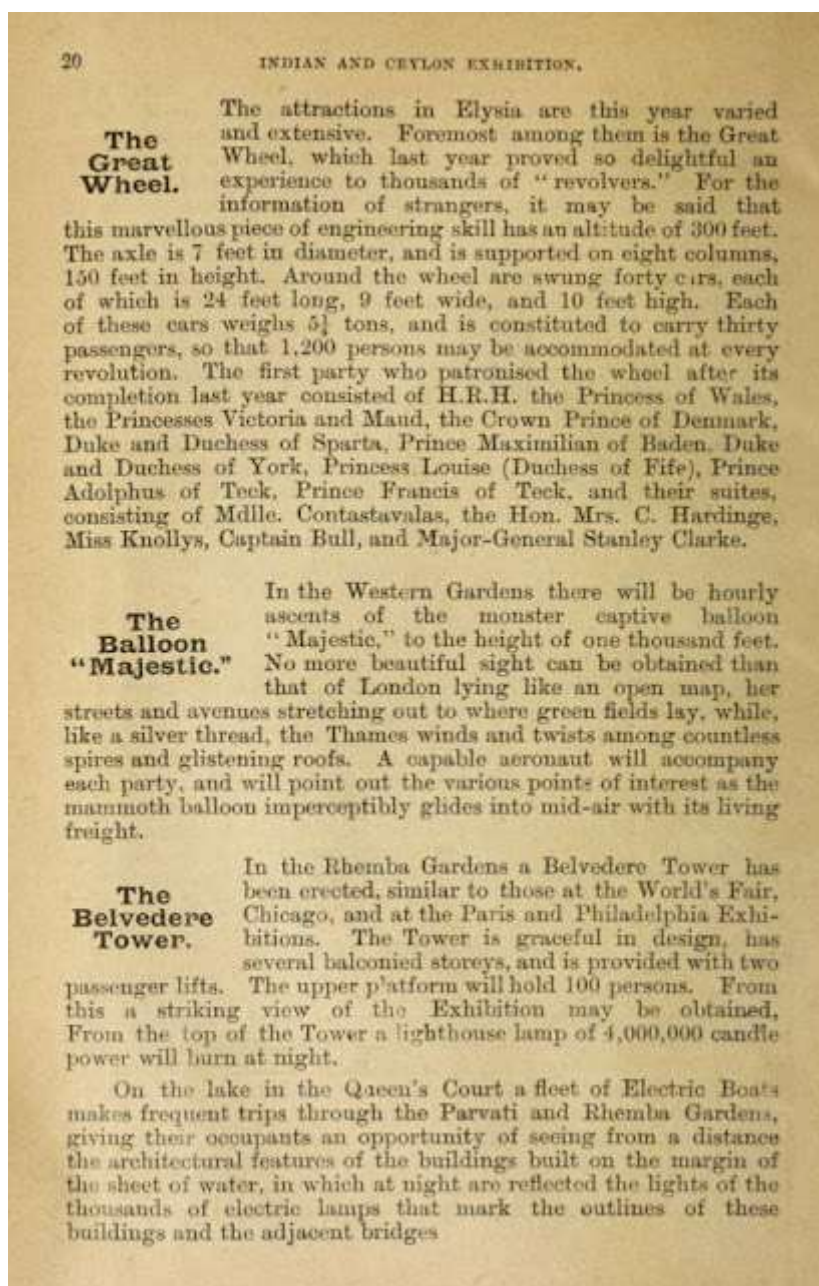 20
INDIAN AND CEYLON EXHIBITION.
The
Great
Wheel.
The attractions in Elysia are this year varied
and extensive. Foremost among them is the Great
Wheel, which last year proved so delightful an
experience to thousands of "revolvers." For the
information of strangers, it may be said that
this marvellous piece of engineering skill has an altitude of 300 feet.
The axle is 7 feet in diameter, and is supported on eight columns,
150 feet in height. Around the wheel are swung forty cars, each
of which is 24 feet long, 9 feet wide, and 10 feet high. Each
of these cars weighs tons, and is constituted to carry thirty
passengers, so that 1,200 persons may be accommodated at every
revolution. The first party who patronised the wheel after its
completion last year consisted of H.R.H. the Princess of Wales,
the Princesses Victoria and Maud, the Crown Prince of Denmark,
Duke and Duchess of Sparta, Prince Maximilian of Baden, Duke
and Duchess of York, Princess Louise (Duchess of Fife), Prince
Adolphus of Teck, Prince Francis of Teck, and their suites,
consisting of Mdlle. Contastavalas, the Hon. Mrs. C. Hardinge,
Miss Knollys, Captain Bull, and Major-General Stanley Clarke.
The
Balloon
"Majestic."
In the Western Gardens there will be hourly
ascents of the monster captive balloon
"Majestic," to the height of one thousand feet.
No more beautiful sight can be obtained than
that of London lying like an open map, her
streets and avenues stretching out to where green fields lay, while,
like a silver thread, the Thames winds and twists among countless
spires and glistening roofs. A capable aeronaut will accompany
each party, and will point out the various points of interest as the
mammoth balloon imperceptibly glides into mid-air with its living
freight.
The
Belvedere
Tower.
In the Rhemba Gardens a Belvedere Tower has
been erected, similar to those at the World's Fair,
Chicago, and at the Paris and Philadelphia Exhi-
bitions. The Tower is graceful in design, has
several balconied storeys, and is provided with two
passenger lifts. The upper platform will hold 100 persons. From
this a striking view of the Exhibition may be obtained,
From the top of the Tower a lighthouse lamp of 4,000,000 candle
power will burn at night.
On the lake in the Queen's Court a fleet of Electric Boats
makes frequent trips through the Parvati and Rhemba Gardens,
giving their occupants an opportunity of seeing from a distance
the architectural features of the buildings built on the margin of
the sheet of water, in which at night are reflected the lights of the
thousands of electric lamps that mark the outlines of these
buildings and the adjacent bridges